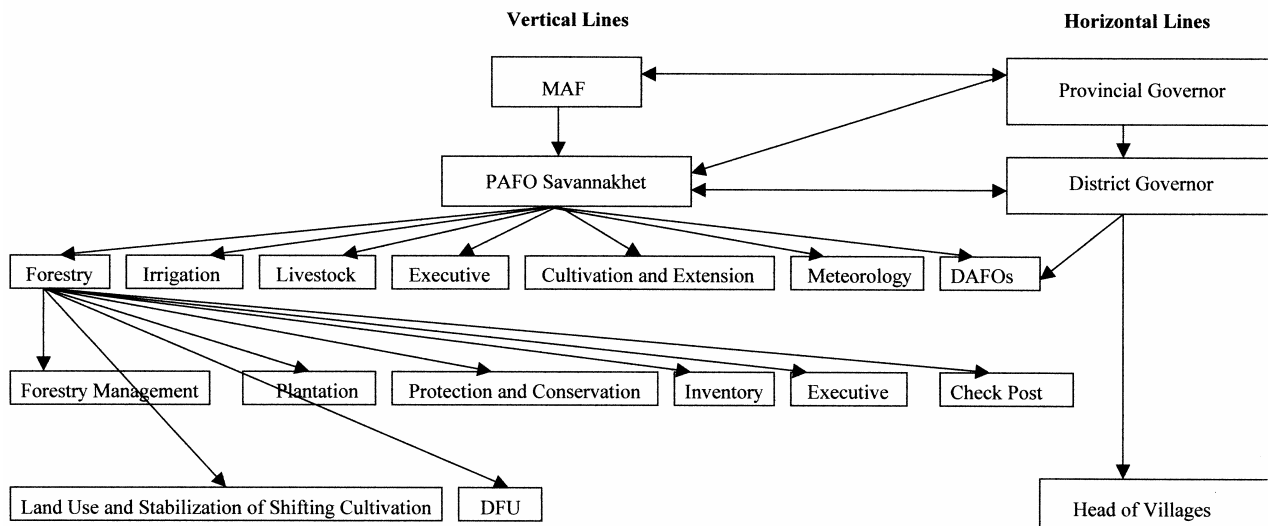 Vertical Lines
Horizontal Lines
MAF
Provincial Governor
PAFO Savannakhet
District Governor
Forestry
Irrigation
Livestock
Executive
Cultivation and Extension
Meteorology
DAFOs
Forestry Management
Plantation
Protection and Conservation
Inventory
Executive
Check Post
Land Use and Stabilization of Shifting Cultivation
DFU
Head of Villages